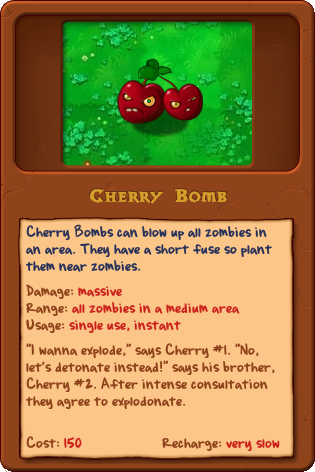 Cherry Bomb
Cherry Bombs can blow up all zombies in
an area. They have a short fuse so plant
them near zombies.
Damage: massive
Range: all zombies in a medium area
Usage: single use, instant
"I wanna explode," says Cherry #1. "No,
let's detonate instead!" says his brother,
Cherry #2. After intense consultation
they agree to explodonate.
Cost: 150 Recharge: very slow